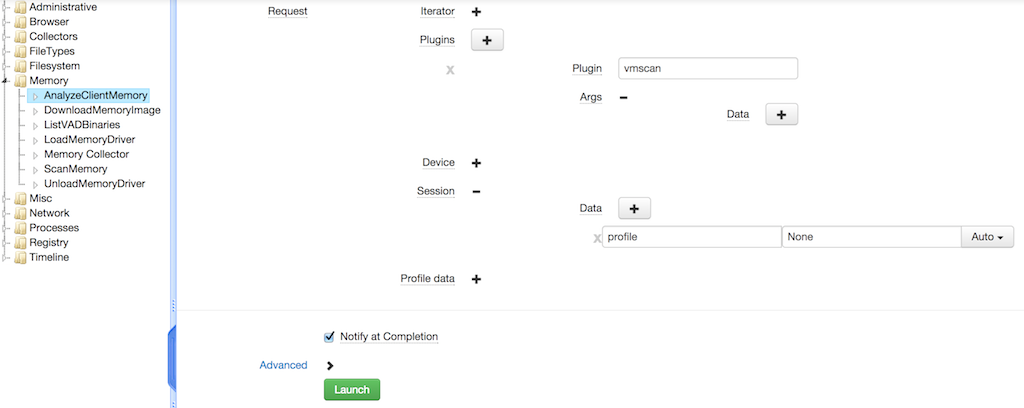 Administrative
Browser
Collectors
FileTypes
Filesystem
Memory
AnalyzeClientMemory
DownloadMemoryImage
ListVADBinaries
LoadMemoryDriver
Memory Collector
ScanMemory
UnloadMemoryDriver
Misc
Network
Processes
Registry
Timeline
Request
Iterator +
Plugins +
x
Plugin vmscan
Args −
Data +
Device +
Session −
Data +
x profile None Auto
Profile data +
Notify at Completion
Advanced
Launch